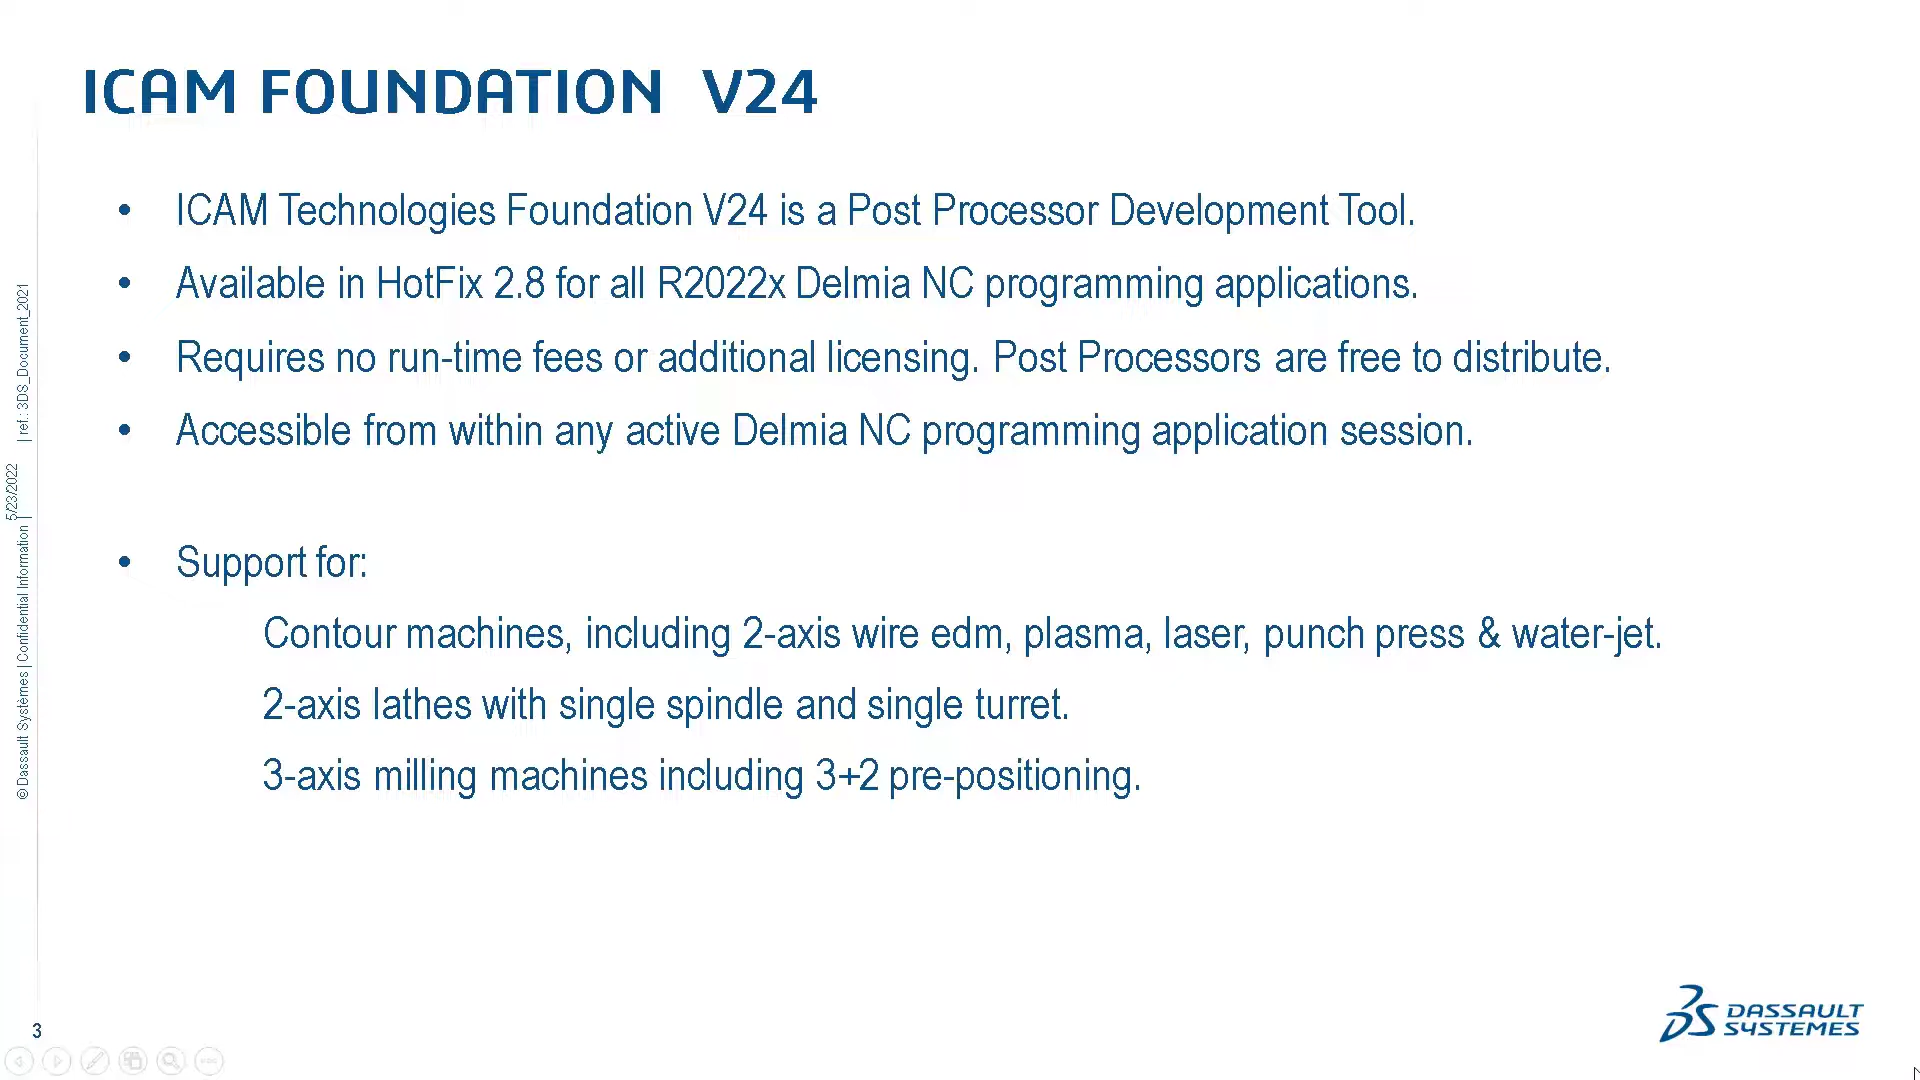 ICAM FOUNDATION V24
• ICAM Technologies Foundation V24 is a Post Processor Development Tool.
• Available in HotFix 2.8 for all R2022x Delmia NC programming applications.
• Requires no run-time fees or additional licensing. Post Processors are free to distribute.
• Accessible from within any active Delmia NC programming application session.
• Support for:
Contour machines, including 2-axis wire edm, plasma, laser, punch press & water-jet.
2-axis lathes with single spindle and single turret.
3-axis milling machines including 3+2 pre-positioning.
© Dassault Systèmes | Confidential Information | 5/23/2022 | ref.: 3DS_Document_2021
3
DASSAULT
SYSTEMES